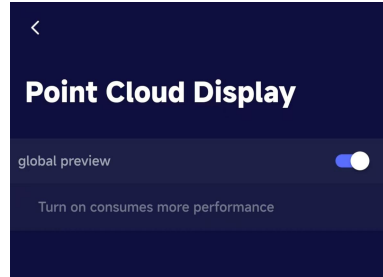 Point Cloud Display
global preview
Turn on consumes more performance